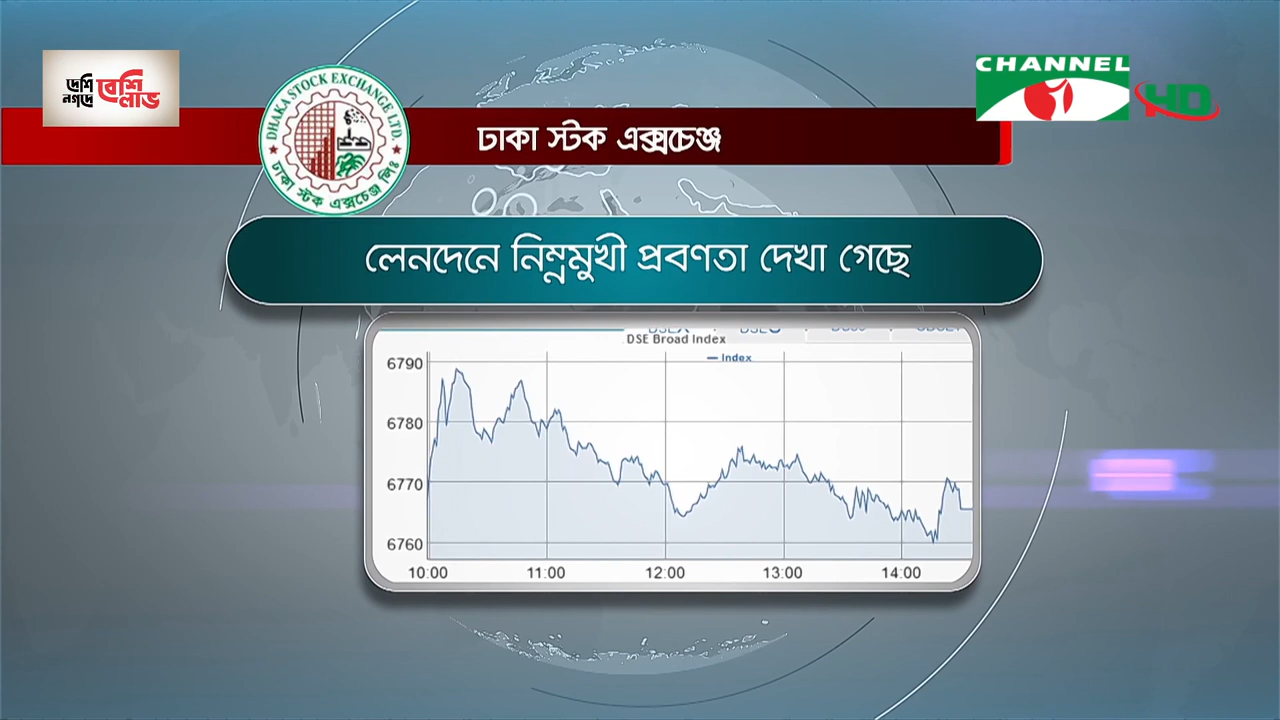 দেশি বেশি
নগদে লাভ
DHAKA STOCK EXCHANGE LTD.
ঢাকা স্টক এক্সচেঞ্জ লিঃ
ঢাকা স্টক এক্সচেঞ্জ
CHANNEL
HD
লেনদেনে নিম্নমুখী প্রবণতা দেখা গেছে
DSE Broad Index
Index
6790
6780
6770
6760
10:00 11:00 12:00 13:00 14:00